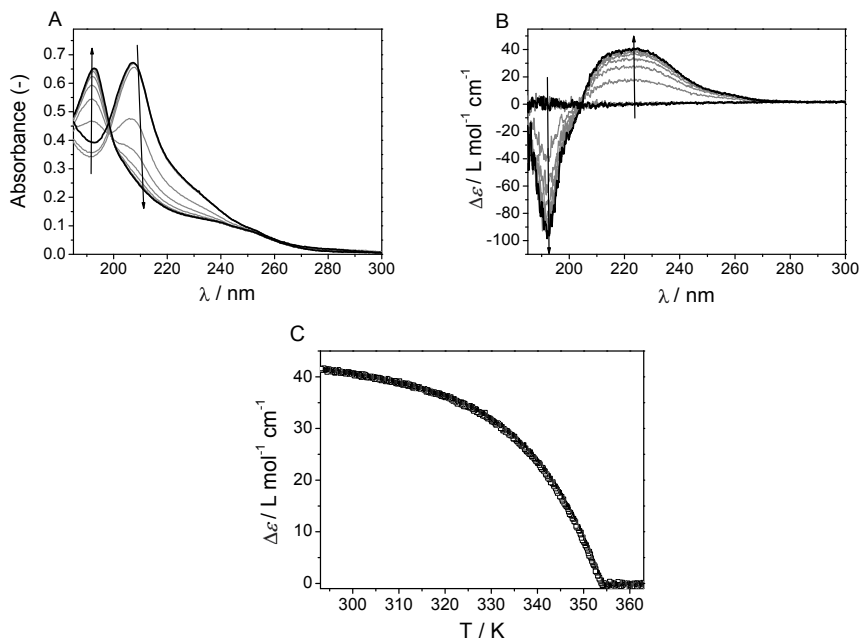 A
Absorbance (-)
0.7
0.6
0.5
0.4
0.3
0.2
0.1
0.0
200 220 240 260 280 300
λ / nm
B
Δε / L mol⁻¹ cm⁻¹
40
20
0
-20
-40
-60
-80
-100
200 220 240 260 280 300
λ / nm
C
Δε / L mol⁻¹ cm⁻¹
40
30
20
10
0
300 310 320 330 340 350 360
T / K